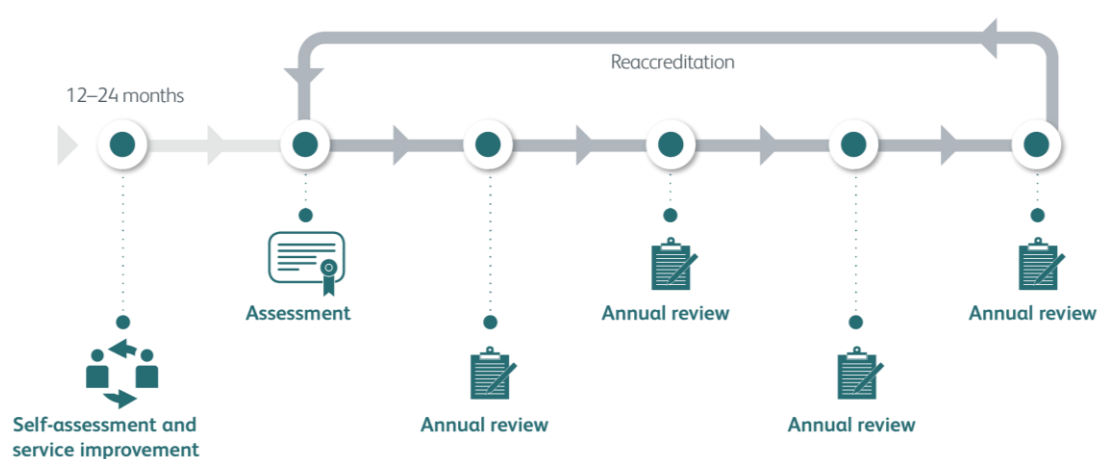 Reaccreditation
12–24 months
Assessment
Annual review
Annual review
Self-assessment and
service improvement
Annual review
Annual review